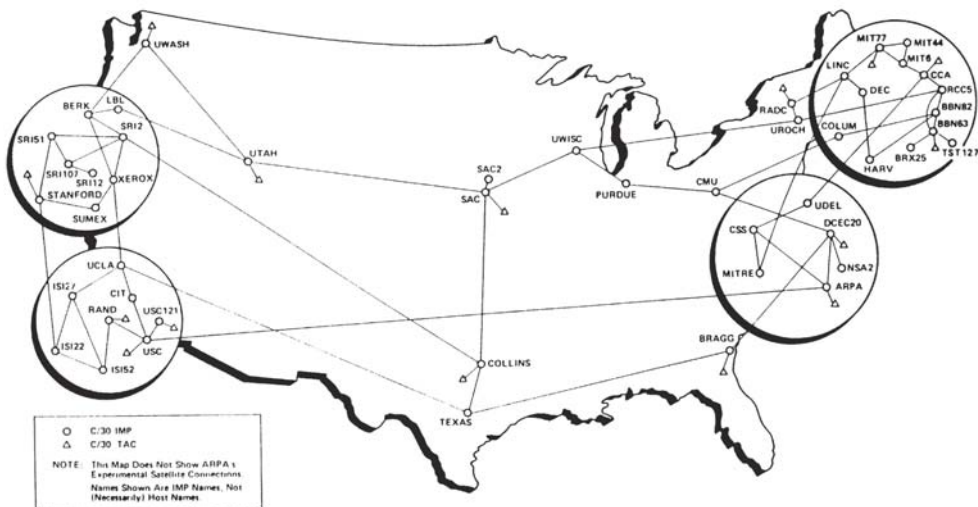 UWASH
BERK
LBL
SRI51
SRI2
SRI107
SRI12
STANFORD
XEROX
SUMEX
UTAH
SAC2
SAC
UWISC
PURDUE
CMU
RADC
UROCH
COLUM
MIT77
MIT44
MIT6
LINC
CCA
DEC
RCC5
BBN82
BBN63
BRX25
TST127
HARV
UDEL
CSS
DCEC20
MITRE
NSA2
ARPA
UCLA
ISI27
CIT
RAND
USC121
USC
ISI22
ISI52
COLLINS
TEXAS
BRAGG
C/30 IMP
C/30 TAC
NOTE: This Map Does Not Show ARPA's
Experimental Satellite Connections.
Names Shown Are IMP Names, Not
(Necessarily) Host Names.